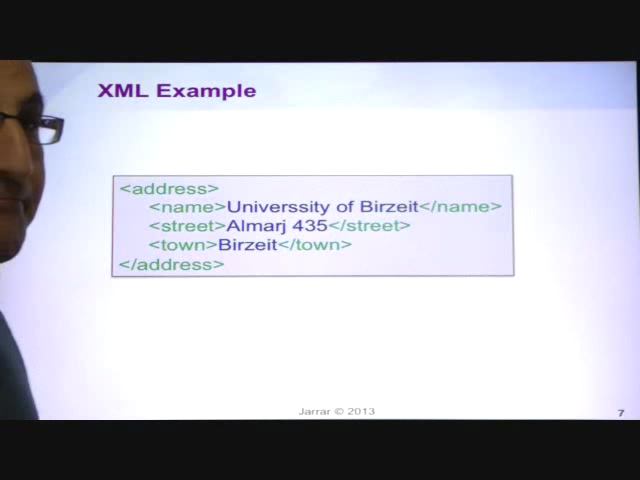 XML Example
<address>
<name>Universsity of Birzeit</name>
<street>Almarj 435</street>
<town>Birzeit</town>
</address>
Jarrar © 2013
7